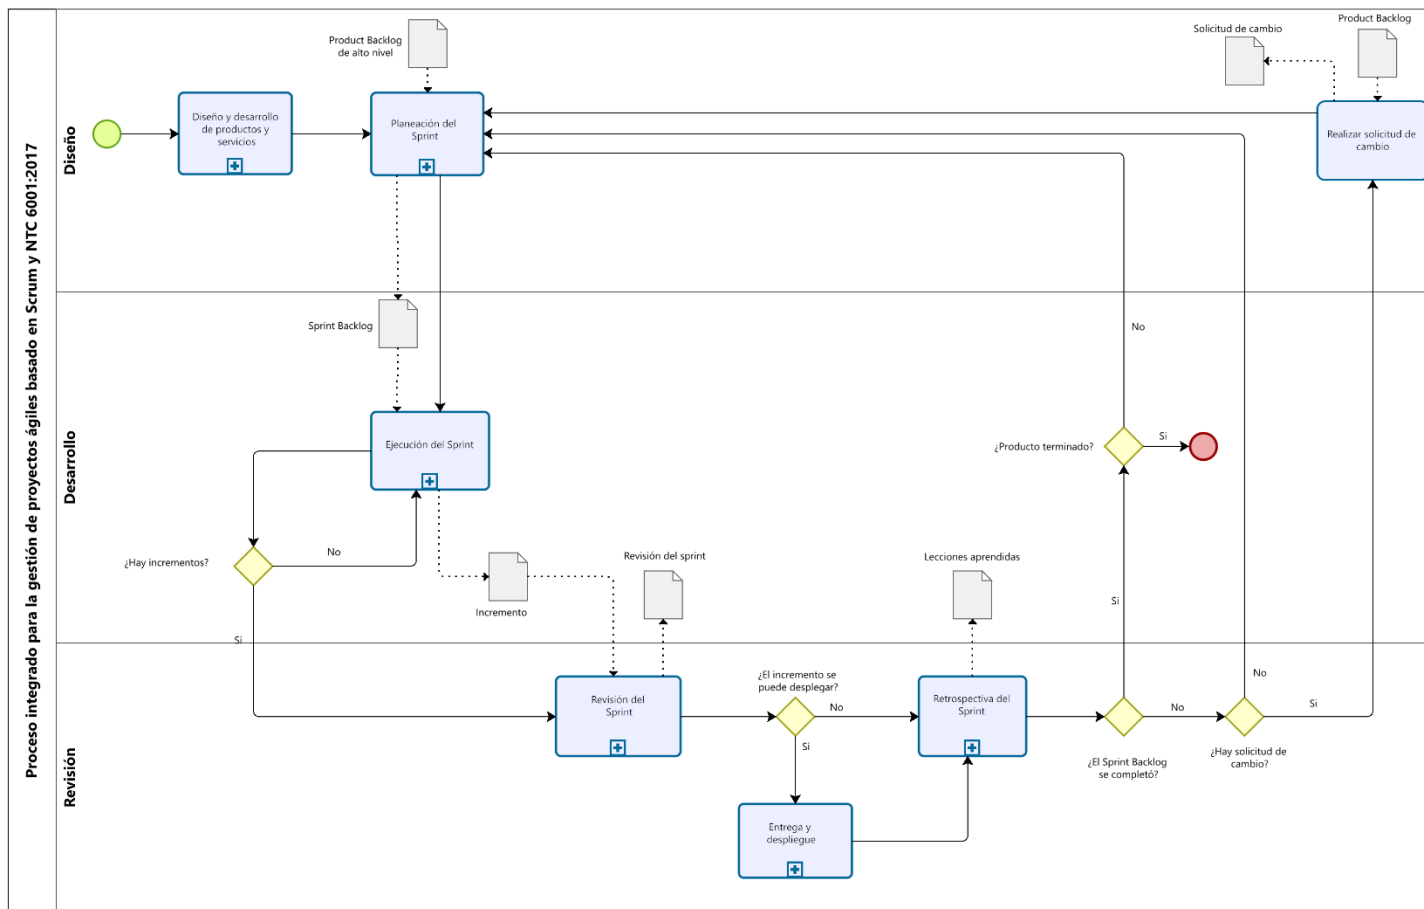 Proceso integrado para la gestión de proyectos ágiles basado en Scrum y NTC 6001:2017
Diseño
Product Backlog
de alto nivel
Solicitud de cambio
Product Backlog
Diseño y desarrollo
de productos y
servicios
Planeación del
Sprint
Realizar solicitud de
cambio
Desarrollo
Sprint Backlog
No
Ejecución del Sprint
¿Producto terminado?
Si
¿Hay incrementos?
No
Revisión del sprint
Lecciones aprendidas
Incremento
Si
Si
Revisión
¿El incremento se
puede desplegar?
No
Revisión del
Sprint
No
Retrospectiva del
Sprint
No
Si
Si
¿El Sprint Backlog
se completó?
¿Hay solicitud de
cambio?
Entrega y
despliegue